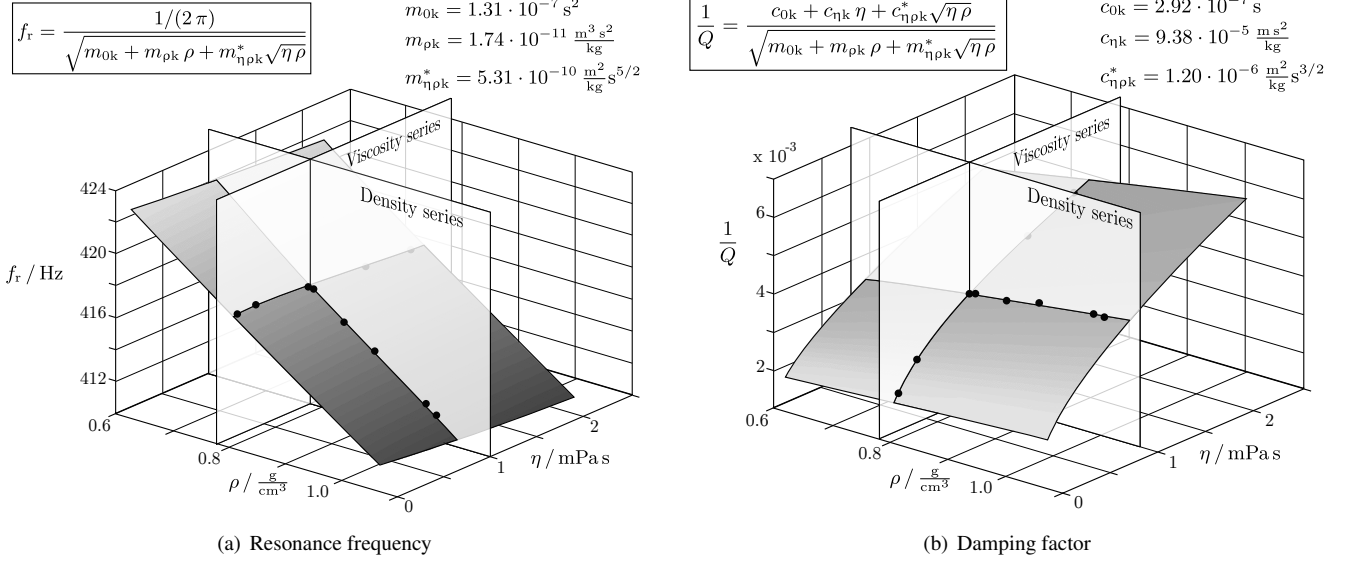 f_r = 1/(2 π) / √(m_0k + m_ρk ρ + m*_ηρk √(η ρ))
m_0k = 1.31 · 10⁻⁷ s²
m_ρk = 1.74 · 10⁻¹¹ m³ s²/kg
m*_ηρk = 5.31 · 10⁻¹⁰ m²/kg s^5/2
1/Q = (c_0k + c_ηk η + c*_ηρk √(η ρ)) / √(m_0k + m_ρk ρ + m*_ηρk √(η ρ))
c_0k = 2.92 · 10⁻⁷ s
c_ηk = 9.38 · 10⁻⁵ m s/kg
c*_ηρk = 1.20 · 10⁻⁶ m²/kg s^3/2
Viscosity series
Density series
424
420
416
412
f_r / Hz
0.6
0.8
1.0
ρ / g/cm³
0
1
2
η / mPa s
(a) Resonance frequency
Viscosity series
Density series
x 10⁻³
6
4
2
1/Q
0.6
0.8
1.0
ρ / g/cm³
0
1
2
η / mPa s
(b) Damping factor